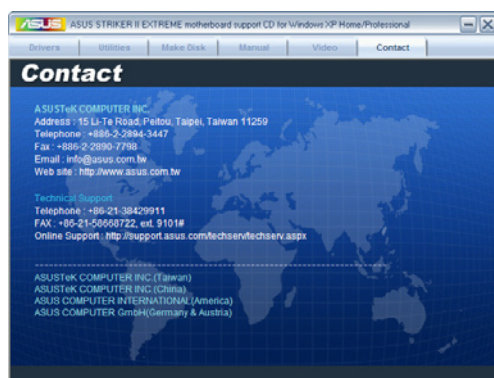 ASUS ASUS STRIKER II EXTREME motherboard support CD for Windows XP Home/Professional
Drivers Utilities Make Disk Manual Video Contact
Contact
ASUSTeK COMPUTER INC.
Address : 15 Li-Te Road, Peitou, Taipei, Taiwan 11259
Telephone : +886-2-2894-3447
Fax : +886-2-2890-7798
Email : info@asus.com.tw
Web site : http://www.asus.com.tw
Technical Support
Telephone : +86-21-38429911
FAX : +86-21-58668722, ext. 9101#
Online Support : http://support.asus.com/techserv/techserv.aspx
ASUSTeK COMPUTER INC.(Taiwan)
ASUSTeK COMPUTER INC.(China)
ASUS COMPUTER INTERNATIONAL(America)
ASUS COMPUTER GmbH(Germany & Austria)